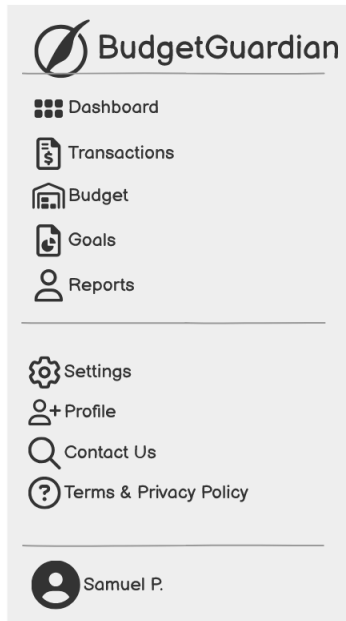 BudgetGuardian
Dashboard
Transactions
Budget
Goals
Reports
Settings
Profile
Contact Us
Terms & Privacy Policy
Samuel P.